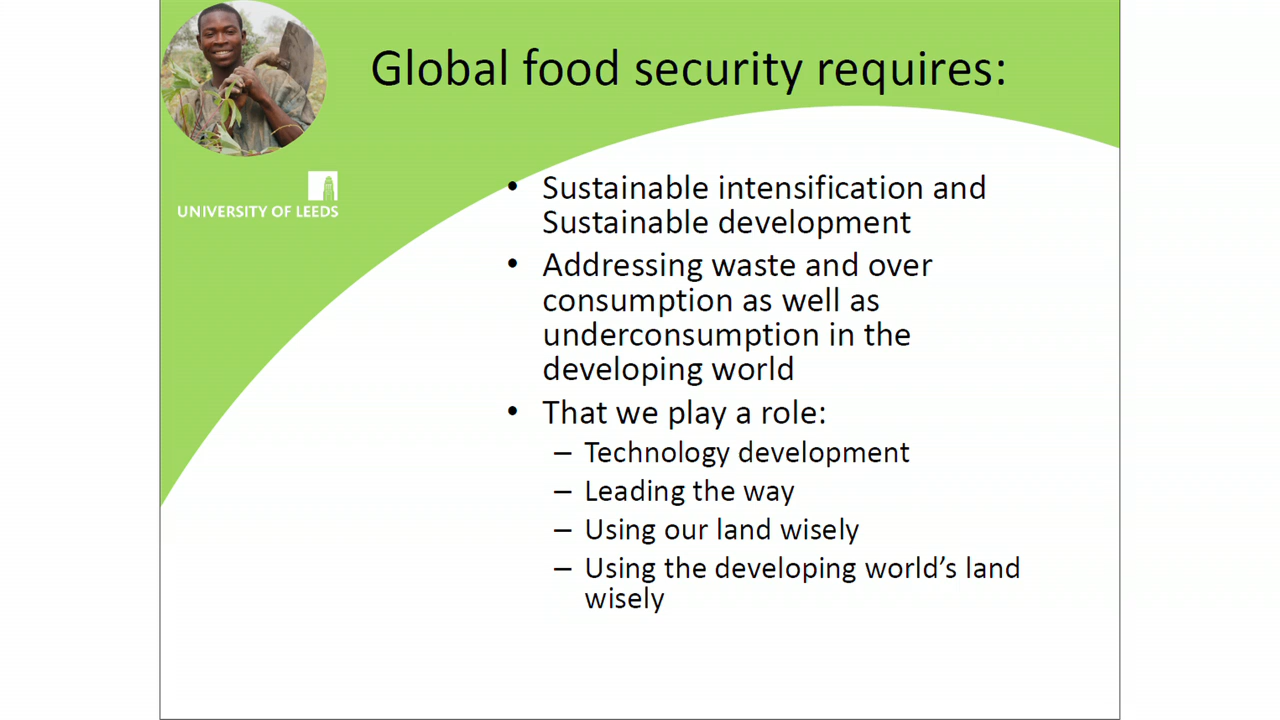 Global food security requires:
UNIVERSITY OF LEEDS
• Sustainable intensification and
Sustainable development
• Addressing waste and over
consumption as well as
underconsumption in the
developing world
• That we play a role:
– Technology development
– Leading the way
– Using our land wisely
– Using the developing world’s land
wisely